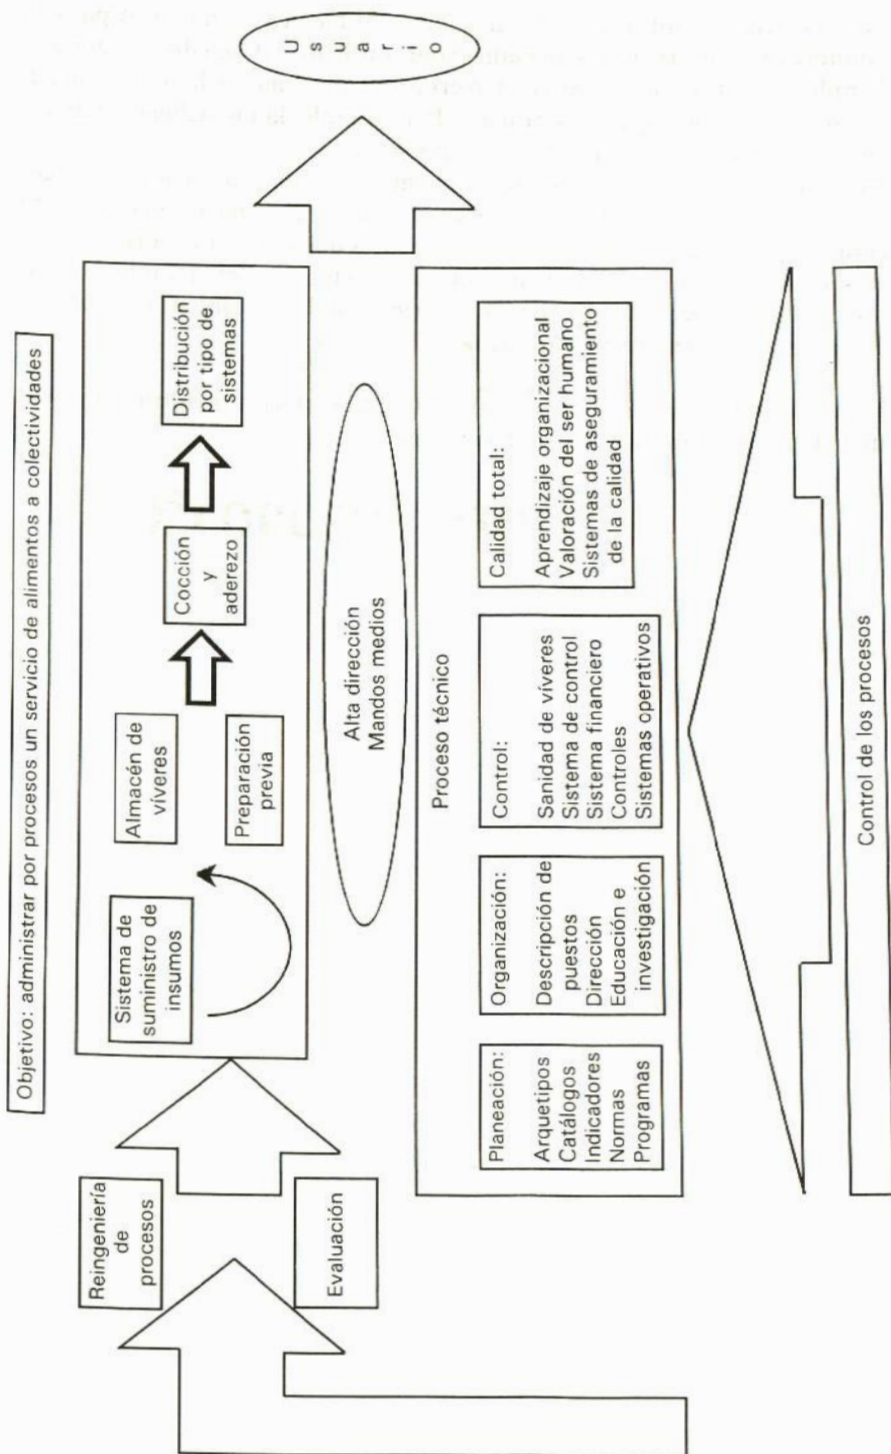 Objetivo: administrar por procesos un servicio de alimentos a colectividades
Reingeniería
de
procesos
Evaluación
Sistema de
suministro de
insumos
Almacén de
víveres
Preparación
previa
Cocción
y
aderezo
Distribución
por tipo de
sistemas
Usuario
Alta dirección
Mandos medios
Proceso técnico
Planeación:
Arquetipos
Catálogos
Indicadores
Normas
Programas
Organización:
Descripción de
puestos
Dirección
Educación e
investigación
Control:
Sanidad de víveres
Sistema de control
Sistema financiero
Controles
Sistemas operativos
Calidad total:
Aprendizaje organizacional
Valoración del ser humano
Sistemas de aseguramiento
de la calidad
Control de los procesos